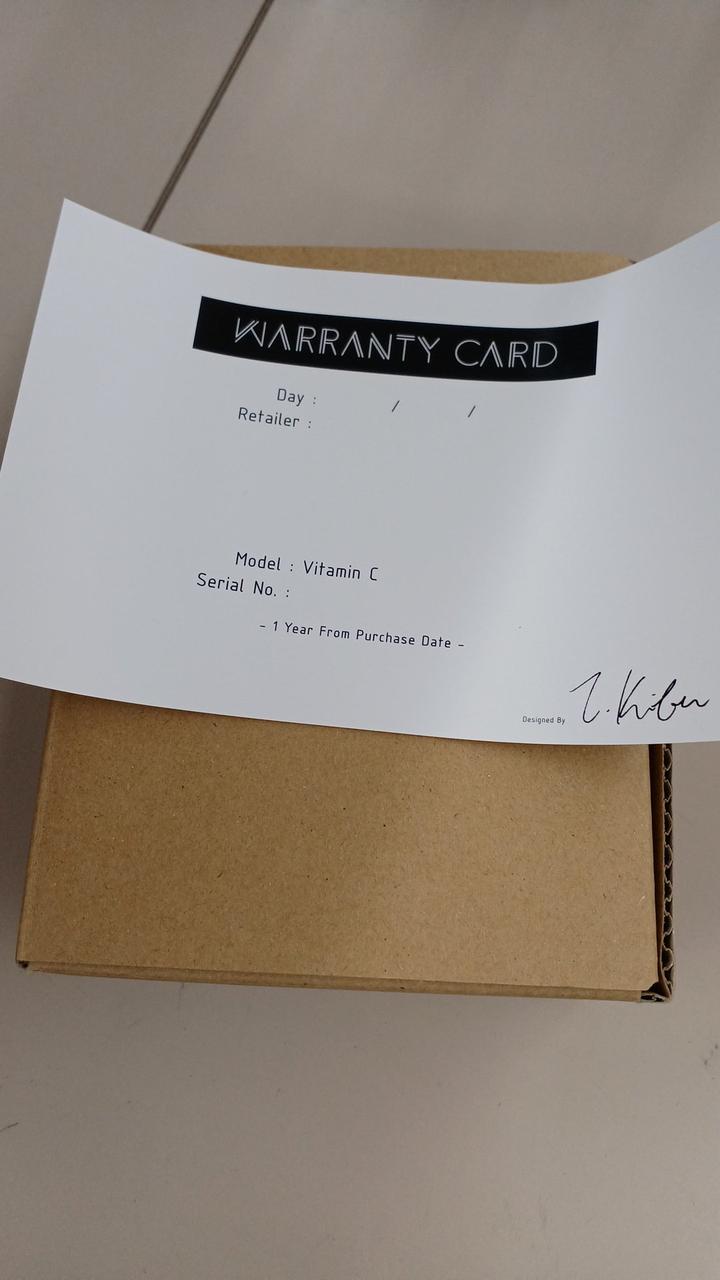 WARRANTY CARD
Day : / /
Retailer :
Model : Vitamin C
Serial No. :
- 1 Year From Purchase Date -
Designed By